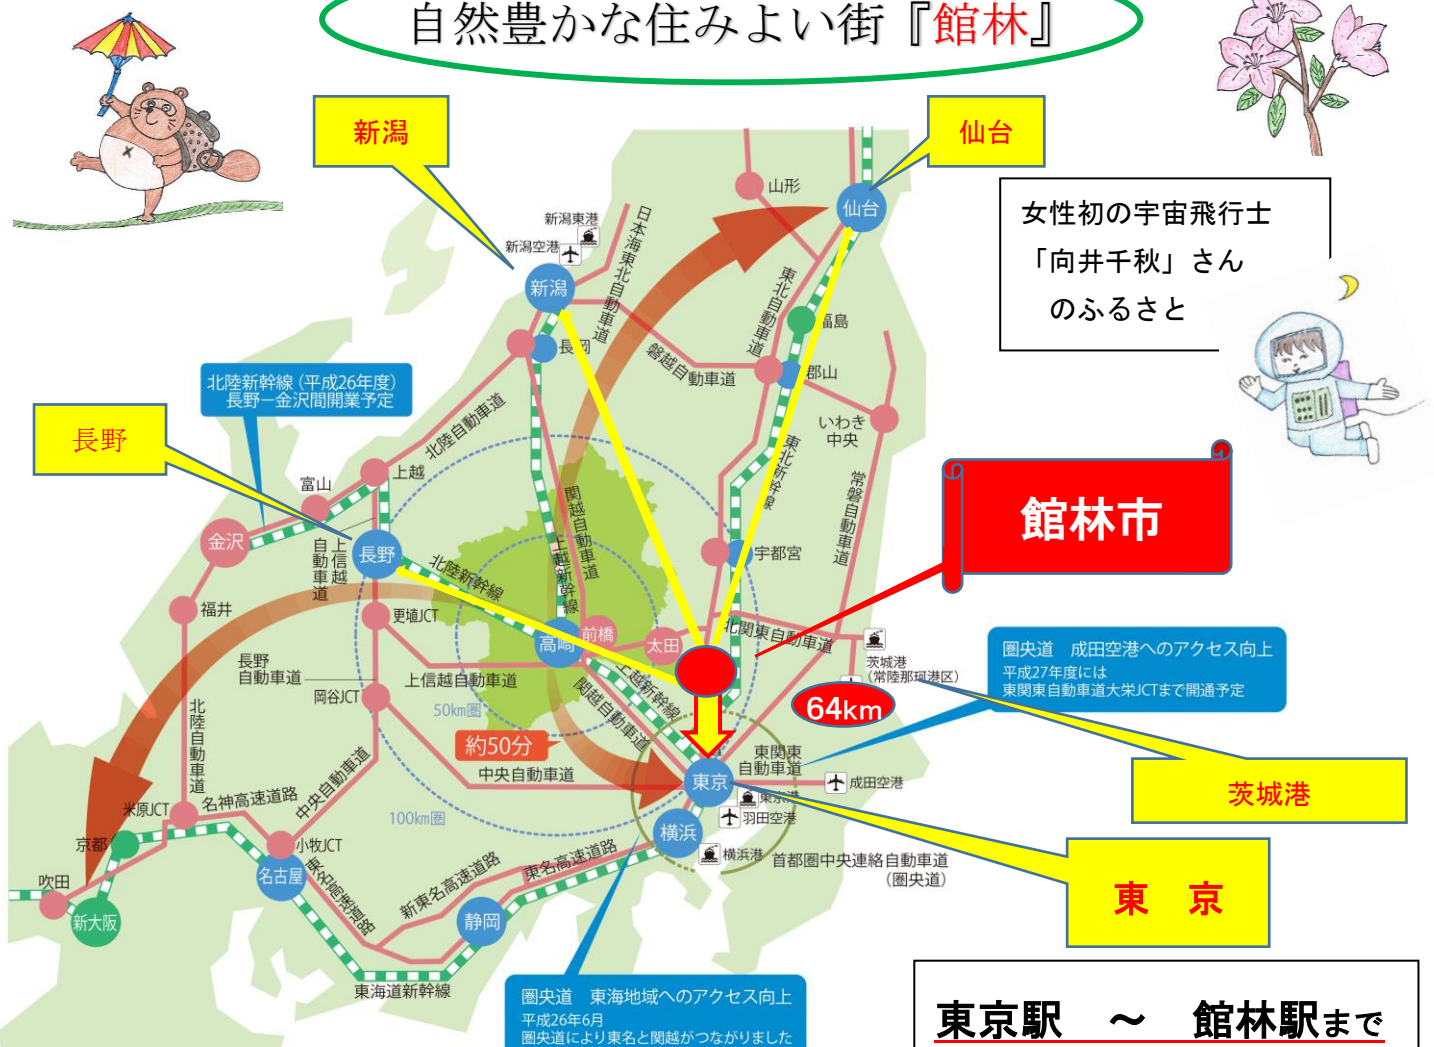 自然豊かな住みよい街『館林』
新潟
仙台
山形
仙台
女性初の宇宙飛行士
「向井千秋」さん
のふるさと
新潟東港
新潟空港
日本海東北自動車道
新潟
東北自動車道
福島
長岡
磐越自動車道
郡山
北陸新幹線（平成26年度）
長野ー金沢間開業予定
長野
北陸自動車道
いわき
中央
東北新幹線
常磐自動車道
館林市
上越
富山
金沢
上信越
自動車道
長野
北陸新幹線
関越自動車道
上越新幹線
宇都宮
福井
更埴JCT
高崎
前橋
太田
北関東自動車道
茨城港
（常陸那珂港区）
圏央道　成田空港へのアクセス向上
平成27年度には
東関東自動車道大栄JCTまで開通予定
長野
自動車道
岡谷JCT
上信越自動車道
上越新幹線
関越自動車道
50km圏
64km
約50分
北陸自動車道
中央自動車道
中央自動車道
東関東
自動車道
東京
成田空港
東京港
羽田空港
茨城港
100km圏
米原JCT
名神高速道路
京都
小牧JCT
横浜
横浜港
首都圏中央連絡自動車道
（圏央道）
東　京
吹田
新大阪
名古屋
東名高速道路
新東名高速道路
東名高速道路
静岡
東海道新幹線
圏央道　東海地域へのアクセス向上
平成26年6月
圏央道により東名と関越がつながりました
東京駅　～　館林駅まで